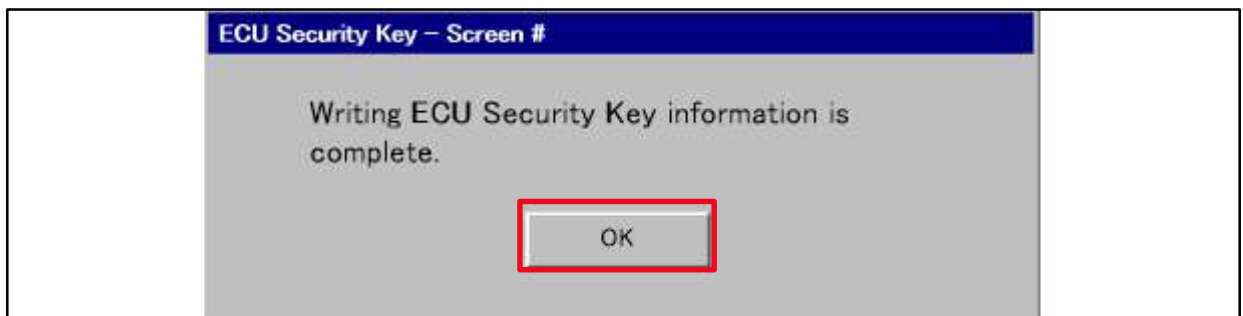 ECU Security Key – Screen #
Writing ECU Security Key information is
complete.
OK